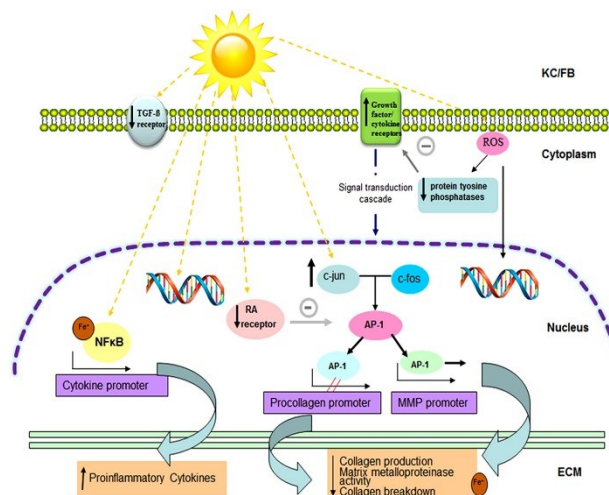 KC/FB
TGF-ß
receptor
Growth
factor/
cytokine
receptors
ROS
Cytoplasm
Signal transduction
cascade
protein tyosine
phosphatases
c-jun
c-fos
RA
receptor
Nucleus
Fe⁺
NFκB
AP-1
AP-1
AP-1
Cytokine promoter
Procollagen promoter
MMP promoter
Proinflammatory Cytokines
Collagen production
Matrix metalloproteinase
activity
Collagen breakdown
Fe⁺
ECM